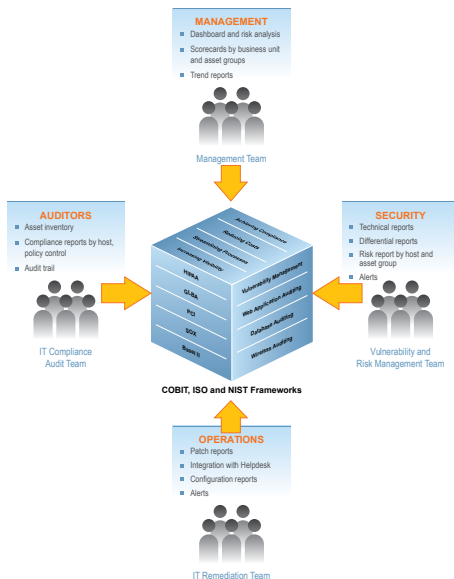 MANAGEMENT
Dashboard and risk analysis
Scorecards by business unit
and asset groups
Trend reports
Management Team
AUDITORS
Asset inventory
Compliance reports by host,
policy control
Audit trail
IT Compliance
Audit Team
Achieving Compliance
Reducing Costs
Streamlining Processes
Increasing Visibility
HIPAA
GLBA
PCI
SOX
Basel II
Vulnerability Management
Web Application Auditing
Database Auditing
Wireless Auditing
COBIT, ISO and NIST Frameworks
SECURITY
Technical reports
Differential reports
Risk report by host and
asset group
Alerts
Vulnerability and
Risk Management Team
OPERATIONS
Patch reports
Integration with Helpdesk
Configuration reports
Alerts
IT Remediation Team